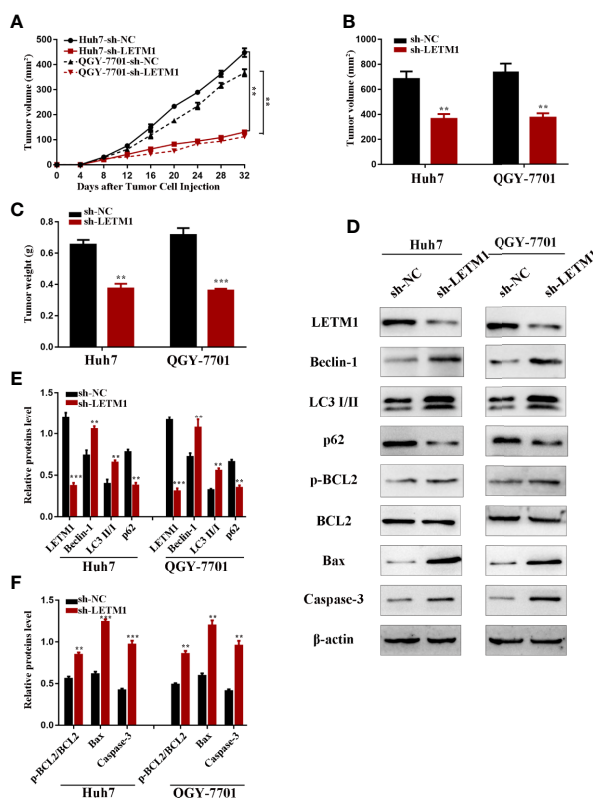 A
Huh7-sh-NC
Huh7-sh-LETM1
QGY-7701-sh-NC
QGY-7701-sh-LETM1
Tumor volume (mm²)
500
400
300
200
100
0
0 4 8 12 16 20 24 28 32
Days after Tumor Cell Injection
**
**
B
sh-NC
sh-LETM1
Tumor volume (mm²)
1000
800
600
400
200
0
**
**
Huh7 QGY-7701
C
sh-NC
sh-LETM1
Tumor weight (g)
0.8
0.6
0.4
0.2
0.0
**
***
Huh7 QGY-7701
D
Huh7 QGY-7701
sh-NC sh-LETM1 sh-NC sh-LETM1
LETM1
Beclin-1
LC3 I/II
p62
p-BCL2
BCL2
Bax
Caspase-3
β-actin
E
sh-NC
sh-LETM1
Relative proteins level
1.5
1.0
0.5
0.0
*** ** ** ** *** ** ** **
LETM1 Beclin-1 LC3 II/I p62 LETM1 Beclin-1 LC3 II/I p62
Huh7 QGY-7701
F
sh-NC
sh-LETM1
Relative proteins level
1.5
1.0
0.5
0.0
** *** *** ** ** **
p-BCL2/BCL2 Bax Caspase-3 p-BCL2/BCL2 Bax Caspase-3
Huh7 OGY-7701